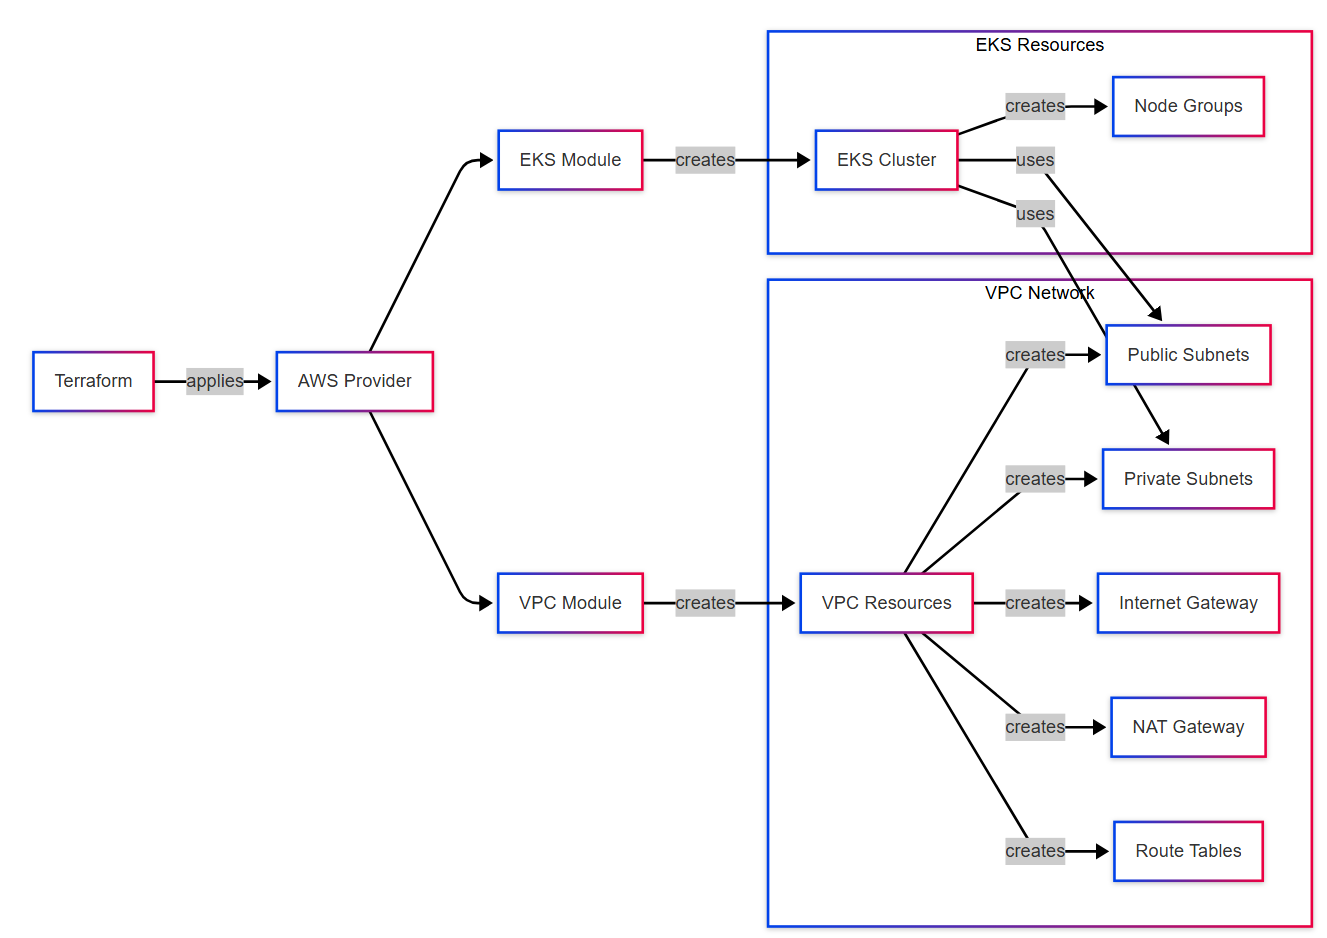 EKS Resources
creates
Node Groups
EKS Module
creates
EKS Cluster
uses
uses
VPC Network
Terraform
applies
AWS Provider
creates
Public Subnets
creates
Private Subnets
VPC Module
creates
VPC Resources
creates
Internet Gateway
creates
NAT Gateway
creates
Route Tables